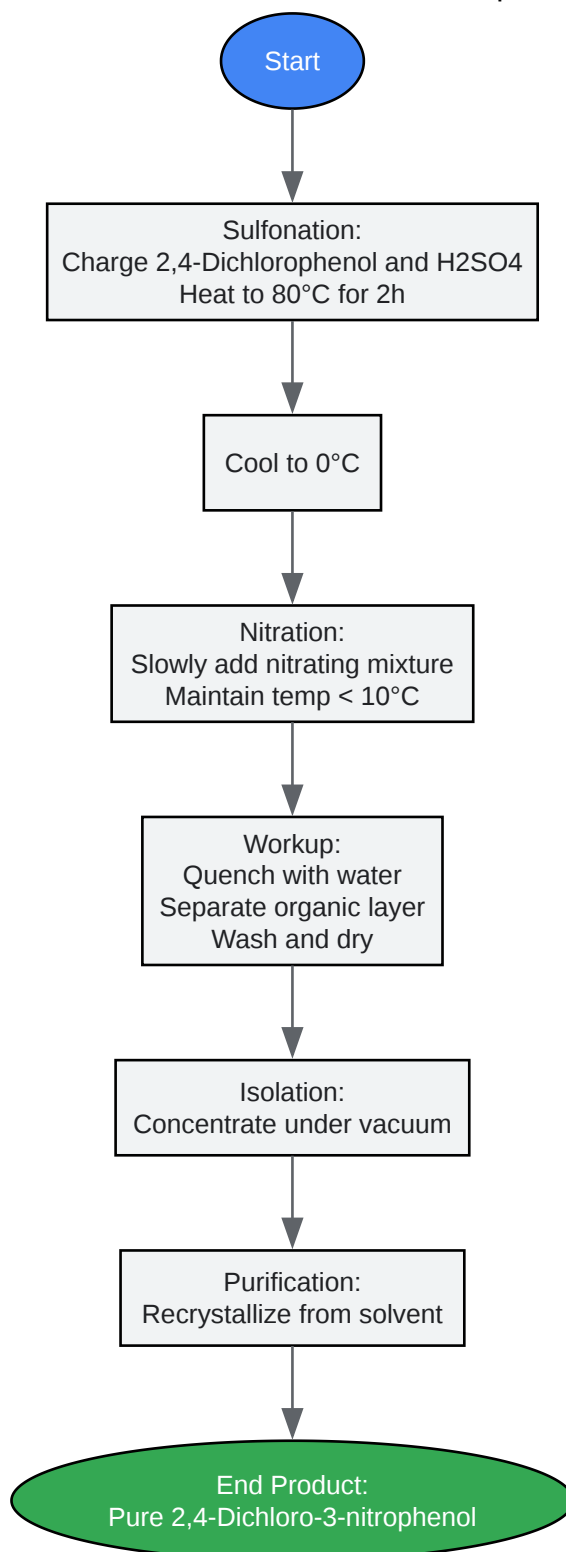 Start
Sulfonation:
Charge 2,4-Dichlorophenol and H2SO4
Heat to 80°C for 2h
Cool to 0°C
Nitration:
Slowly add nitrating mixture
Maintain temp < 10°C
Workup:
Quench with water
Separate organic layer
Wash and dry
Isolation:
Concentrate under vacuum
Purification:
Recrystallize from solvent
End Product:
Pure 2,4-Dichloro-3-nitrophenol